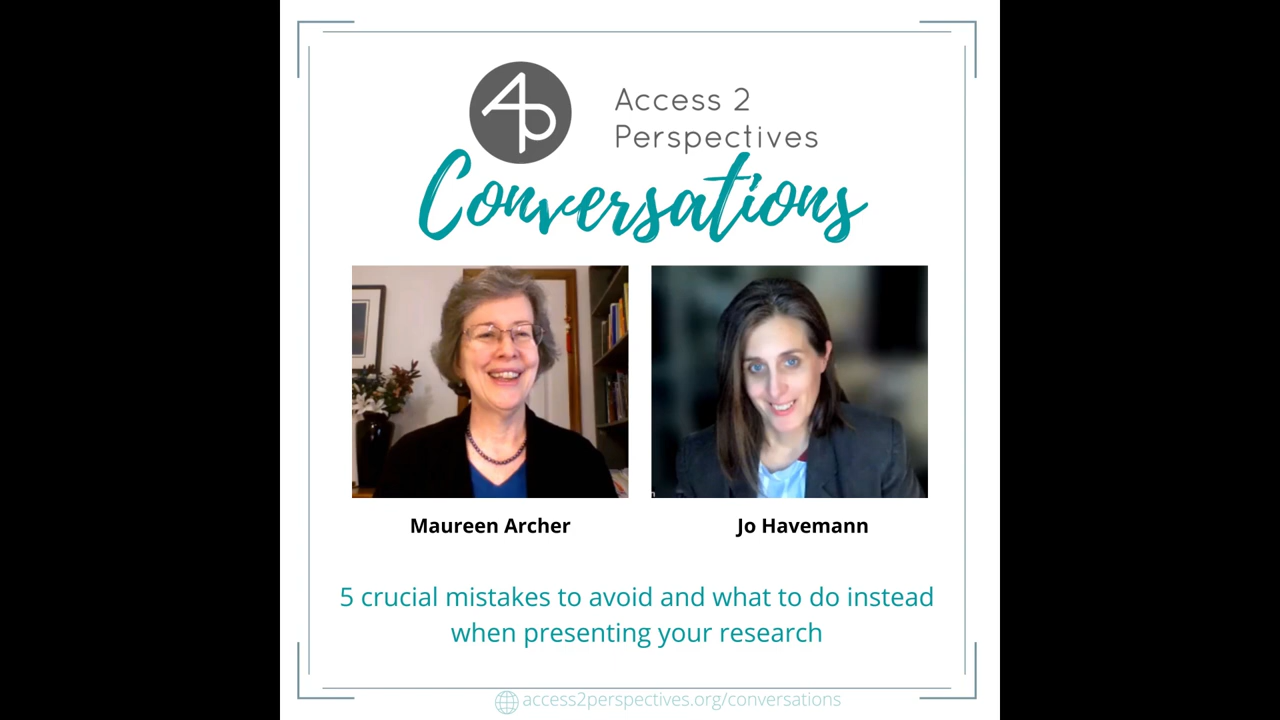 Access 2
Perspectives
Conversations
Maureen Archer
Jo Havemann
5 crucial mistakes to avoid and what to do instead
when presenting your research
access2perspectives.org/conversations